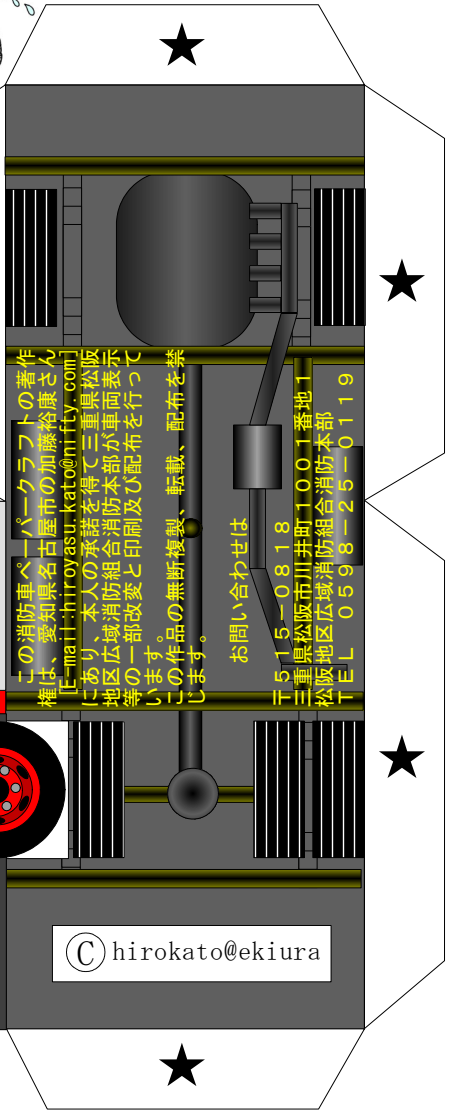 この消防車ペーパークラフトの著作
権は、愛知県名古屋市の加藤裕康さん
[E-mail:hiroyasu.kato@nifty.com]
にあり、本人の承諾を得て三重県松阪
地区広域消防組合消防本部が車両表示
等の一部改変と印刷及び配布を行って
います。
この作品の無断複製、転載、配布を禁
じます。
お問い合わせは
〒515-0818
三重県松阪市川井町1001番地1
松阪地区広域消防組合消防本部
TEL 0598-25-0119
Ⓒ hirokato@ekiura